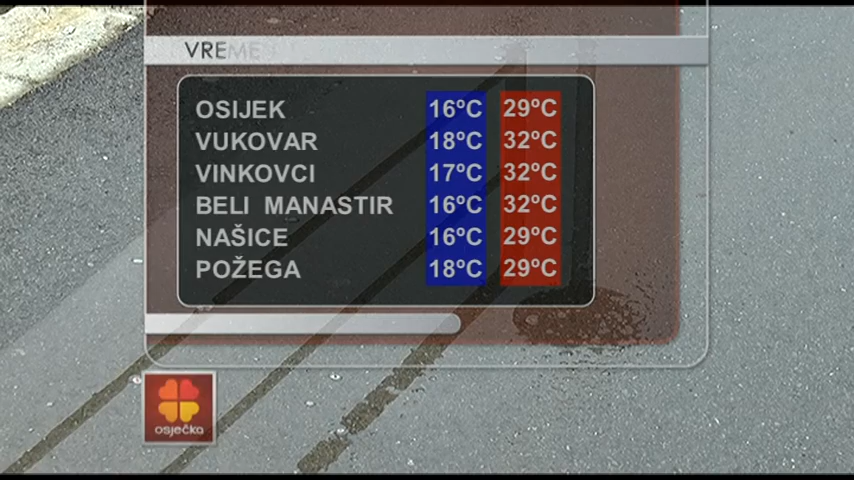 VREME
OSIJEK 16°C 29°C
VUKOVAR 18°C 32°C
VINKOVCI 17°C 32°C
BELI MANASTIR 16°C 32°C
NAŠICE 16°C 29°C
POŽEGA 18°C 29°C
osječka